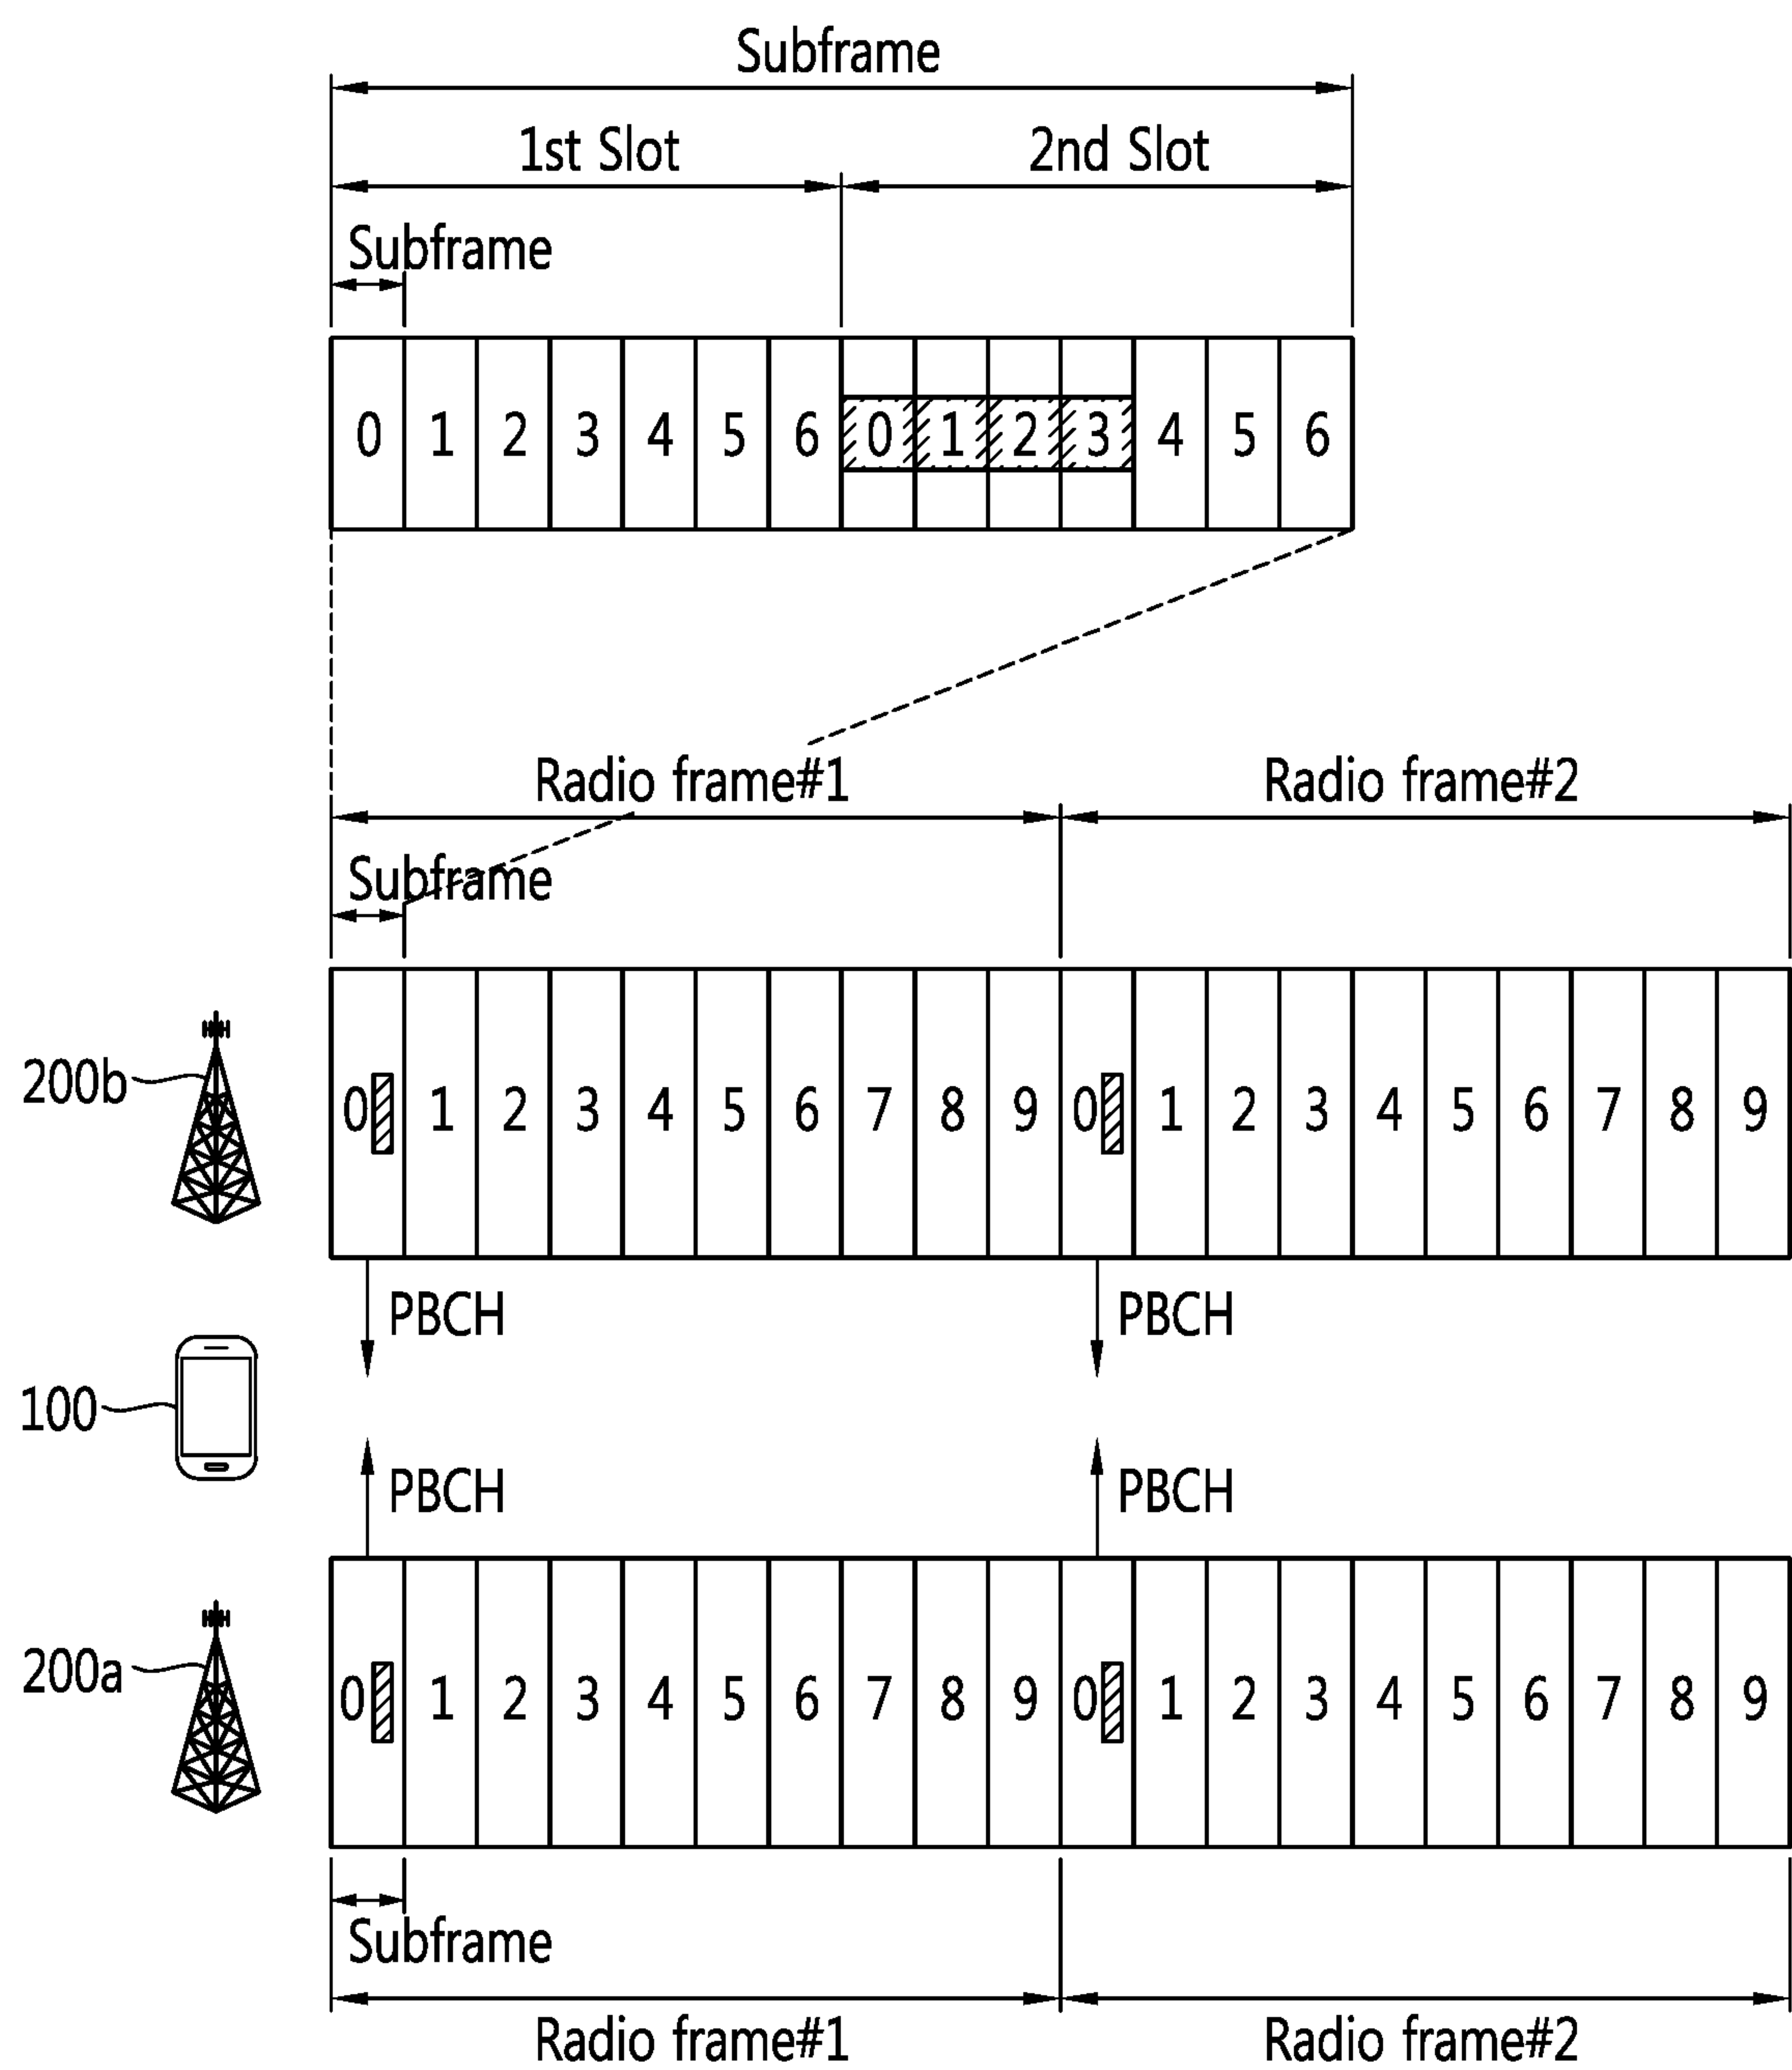 Subframe
1st Slot 2nd Slot
Subframe
0 1 2 3 4 5 6 0 1 2 3 4 5 6
Radio frame#1 Radio frame#2
Subframe
200b
0 1 2 3 4 5 6 7 8 9 0 1 2 3 4 5 6 7 8 9
PBCH PBCH
100
PBCH PBCH
200a
0 1 2 3 4 5 6 7 8 9 0 1 2 3 4 5 6 7 8 9
Subframe
Radio frame#1 Radio frame#2